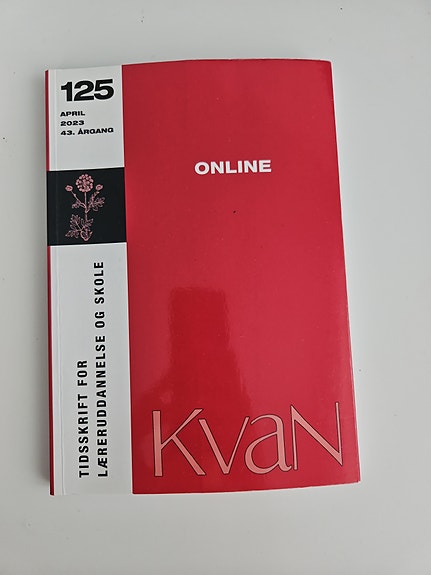 125
APRIL
2023
43. ÅRGANG
ONLINE
TIDSSKRIFT FOR
LÆRERUDDANNELSE OG SKOLE
KvaN